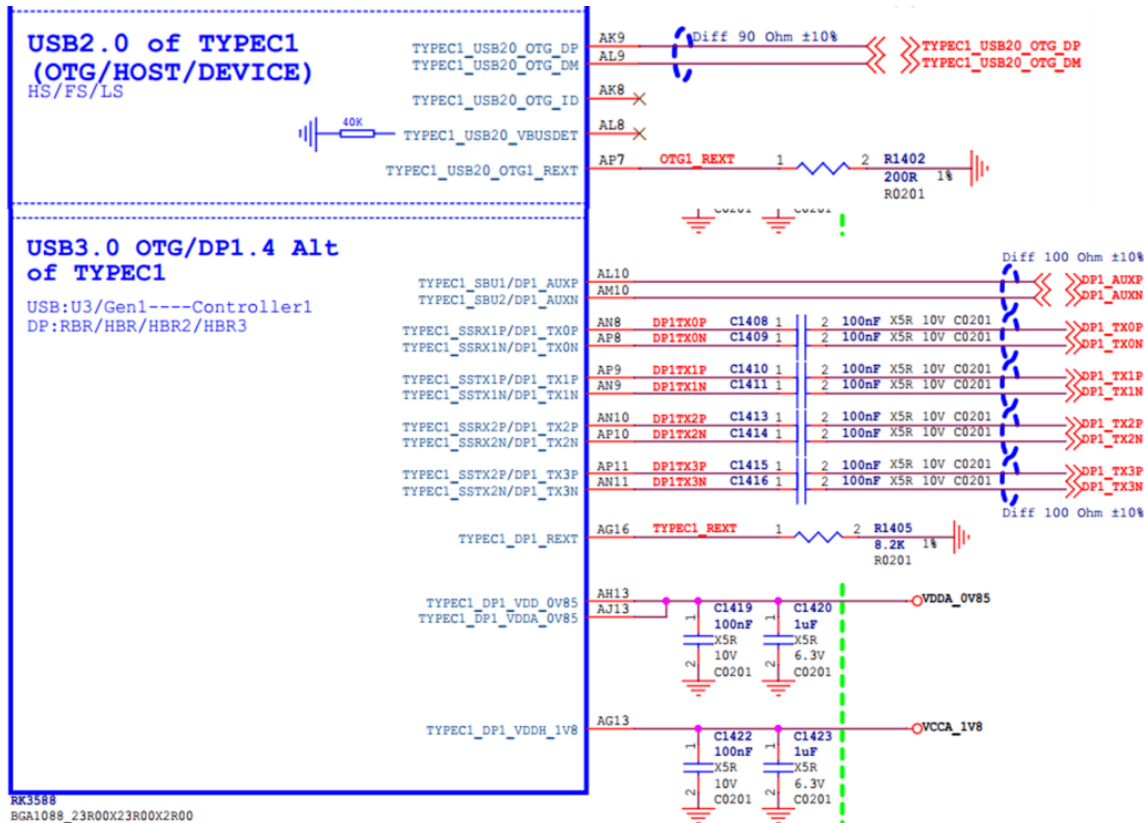 USB2.0 of TYPEC1
(OTG/HOST/DEVICE)
HS/FS/LS
TYPEC1_USB20_OTG_DP AK9 Diff 90 Ohm ±10% TYPEC1_USB20_OTG_DP
TYPEC1_USB20_OTG_DM AL9 TYPEC1_USB20_OTG_DM
TYPEC1_USB20_OTG_ID AK8
40K TYPEC1_USB20_VBUSDET AL8
TYPEC1_USB20_OTG1_REXT AP7 OTG1_REXT 1 2 R1402
200R 1%
R0201
C0201 C0201
USB3.0 OTG/DP1.4 Alt
of TYPEC1
USB:U3/Gen1----Controller1
DP:RBR/HBR/HBR2/HBR3
Diff 100 Ohm ±10%
TYPEC1_SBU1/DP1_AUXP AL10 DP1_AUXP
TYPEC1_SBU2/DP1_AUXN AM10 DP1_AUXN
TYPEC1_SSRX1P/DP1_TX0P AN8 DP1TX0P C1408 1 2 100nF X5R 10V C0201 DP1_TX0P
TYPEC1_SSRX1N/DP1_TX0N AP8 DP1TX0N C1409 1 2 100nF X5R 10V C0201 DP1_TX0N
TYPEC1_SSTX1P/DP1_TX1P AP9 DP1TX1P C1410 1 2 100nF X5R 10V C0201 DP1_TX1P
TYPEC1_SSTX1N/DP1_TX1N AN9 DP1TX1N C1411 1 2 100nF X5R 10V C0201 DP1_TX1N
TYPEC1_SSRX2P/DP1_TX2P AN10 DP1TX2P C1413 1 2 100nF X5R 10V C0201 DP1_TX2P
TYPEC1_SSRX2N/DP1_TX2N AP10 DP1TX2N C1414 1 2 100nF X5R 10V C0201 DP1_TX2N
TYPEC1_SSTX2P/DP1_TX3P AP11 DP1TX3P C1415 1 2 100nF X5R 10V C0201 DP1_TX3P
TYPEC1_SSTX2N/DP1_TX3N AN11 DP1TX3N C1416 1 2 100nF X5R 10V C0201 DP1_TX3N
Diff 100 Ohm ±10%
TYPEC1_DP1_REXT AG16 TYPEC1_REXT 1 2 R1405
8.2K 1%
R0201
TYPEC1_DP1_VDD_0V85 AH13 VDDA_0V85
TYPEC1_DP1_VDDA_0V85 AJ13
1 C1419 1 C1420
100nF 1uF
X5R X5R
10V 6.3V
2 C0201 2 C0201
TYPEC1_DP1_VDDH_1V8 AG13 VCCA_1V8
1 C1422 1 C1423
100nF 1uF
X5R X5R
10V 6.3V
2 C0201 2 C0201
RK3588
BGA1088_23R00X23R00X2R00